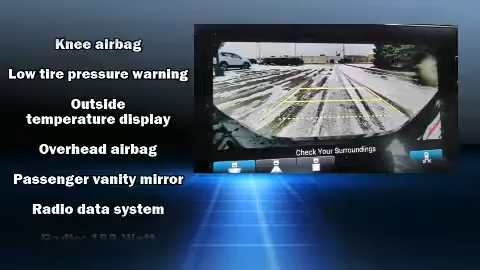 Knee airbag
Low tire pressure warning
Outside
temperature display
Overhead airbag
Passenger vanity mirror
Radio data system
Check Your Surroundings